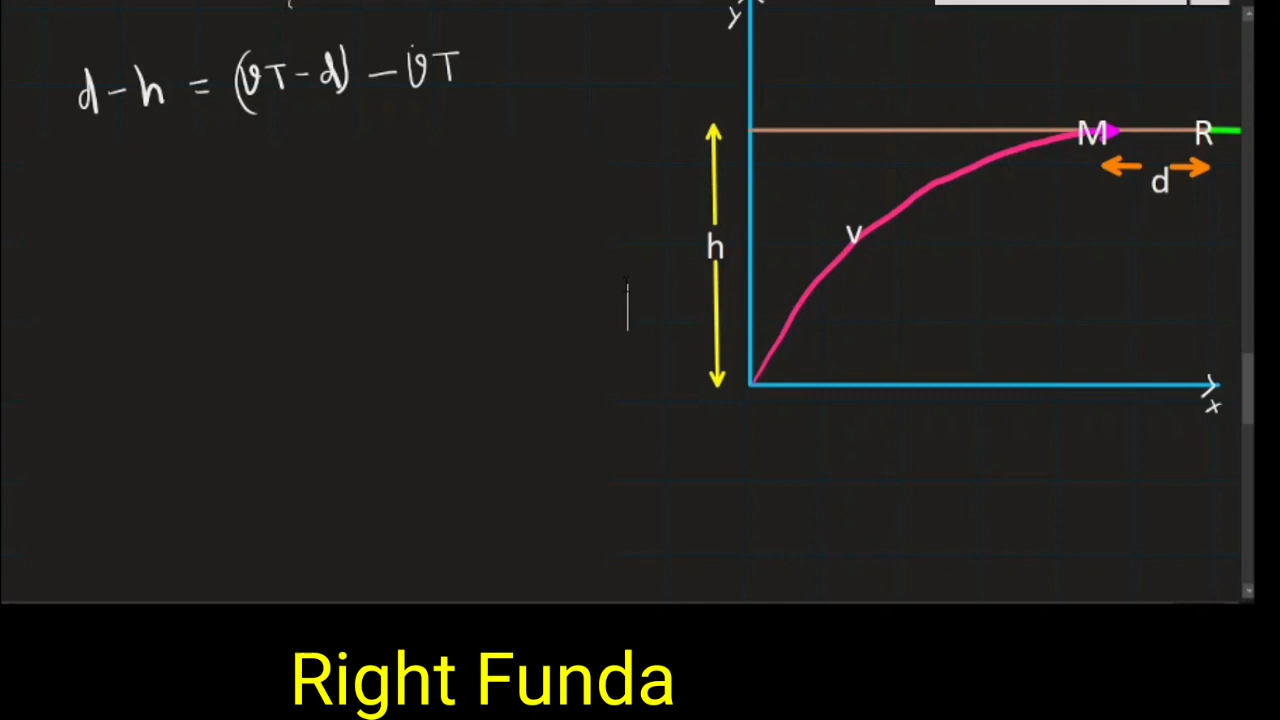 y
d-h = (vT-d) - vT
M R
d
v
h
x
Right Funda